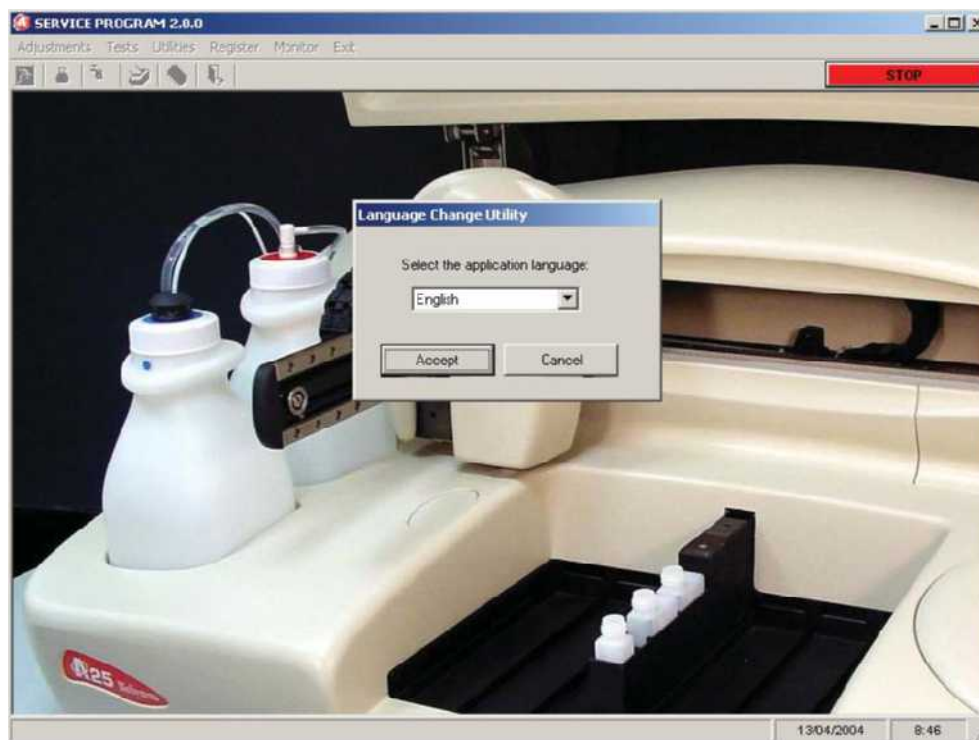 SERVICE PROGRAM 2.0.0
Adjustments Tests Utilities Register Monitor Exit
STOP
Language Change Utility
Select the application language:
English
Accept Cancel
25
13/04/2004 8:46